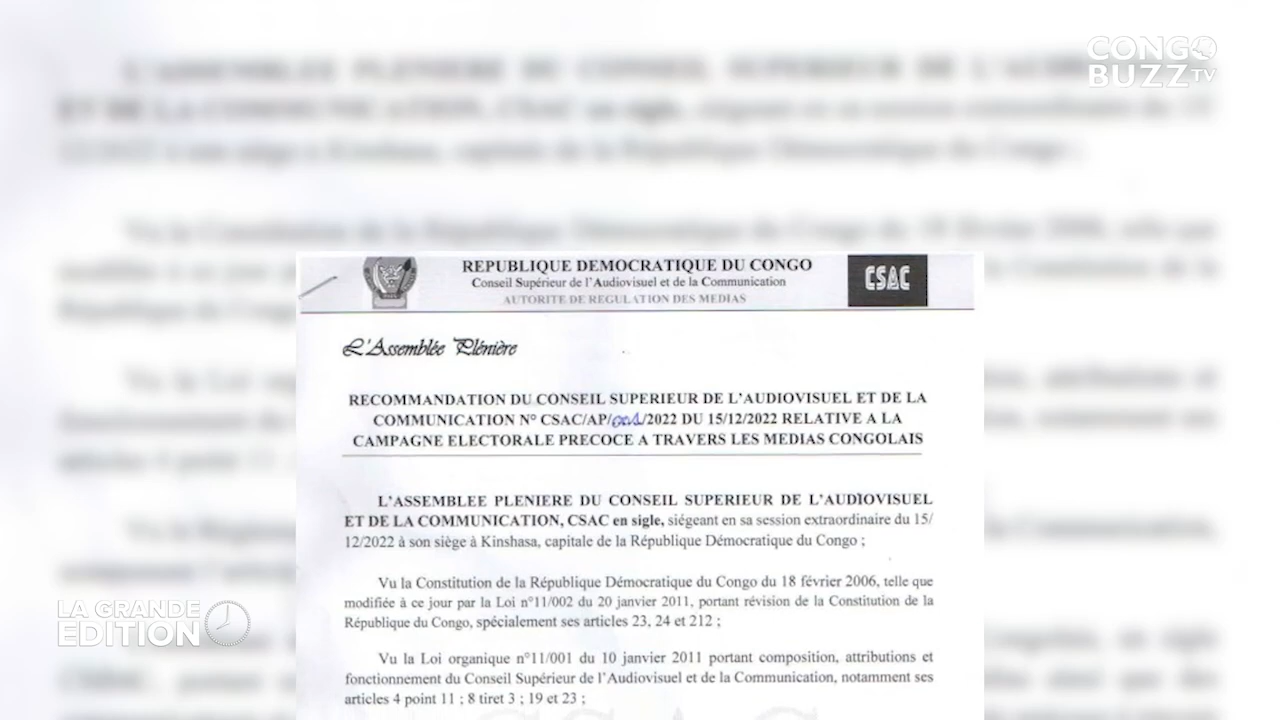 CONGO
BUZZ TV
REPUBLIQUE DEMOCRATIQUE DU CONGO
Conseil Supérieur de l'Audiovisuel et de la Communication
AUTORITE DE REGULATION DES MEDIAS
CSAC
L'Assemblée Plénière
RECOMMANDATION DU CONSEIL SUPERIEUR DE L'AUDIOVISUEL ET DE LA
COMMUNICATION N° CSAC/AP/ /2022 DU 15/12/2022 RELATIVE A LA
CAMPAGNE ELECTORALE PRECOCE A TRAVERS LES MEDIAS CONGOLAIS
L'ASSEMBLEE PLENIERE DU CONSEIL SUPERIEUR DE L'AUDIOVISUEL
ET DE LA COMMUNICATION, CSAC en sigle, siégeant en sa session extraordinaire du 15/
12/2022 à son siège à Kinshasa, capitale de la République Démocratique du Congo ;
Vu la Constitution de la République Démocratique du Congo du 18 février 2006, telle que
modifiée à ce jour par la Loi n°11/002 du 20 janvier 2011, portant révision de la Constitution de la
République du Congo, spécialement ses articles 23, 24 et 212 ;
Vu la Loi organique n°11/001 du 10 janvier 2011 portant composition, attributions et
fonctionnement du Conseil Supérieur de l'Audiovisuel et de la Communication, notamment ses
articles 4 point 11 ; 8 tiret 3 ; 19 et 23 ;
LA GRANDE
EDITION